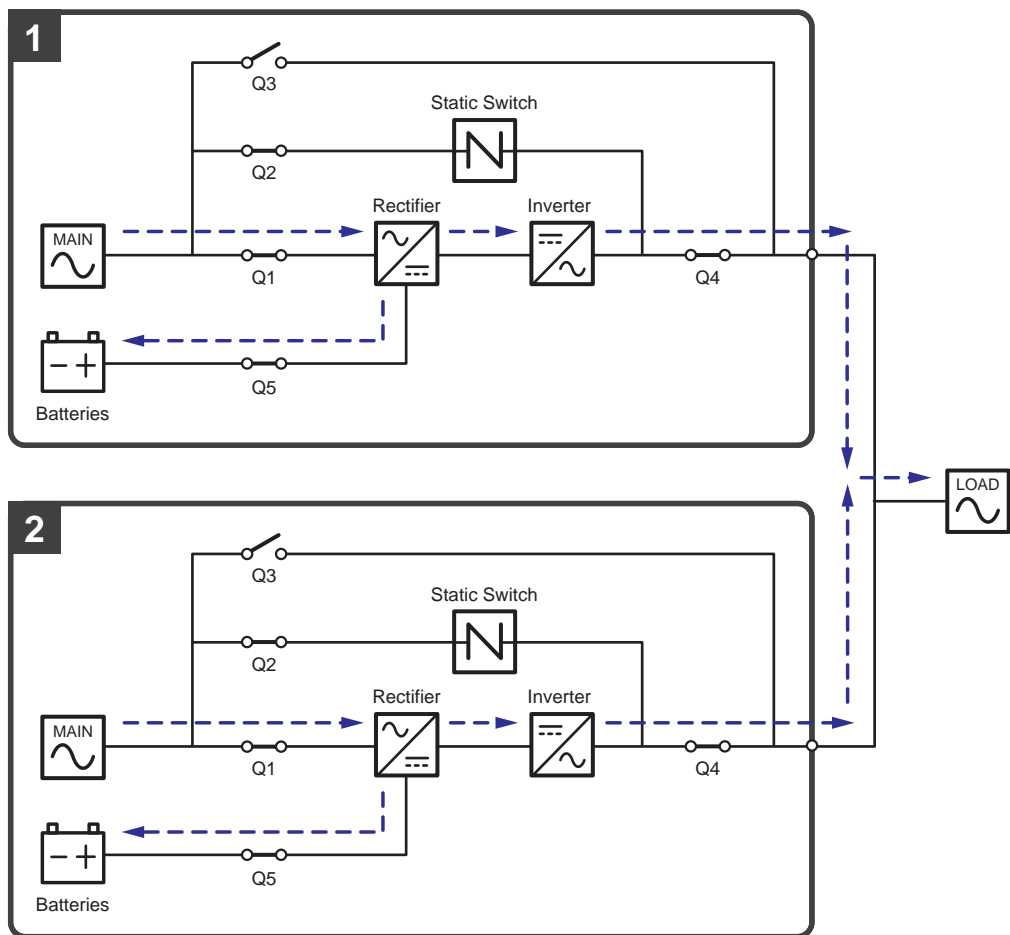 1
Q3
Static Switch
Q2
Rectifier
Inverter
MAIN
Q1
Q4
Q5
Batteries
LOAD
2
Q3
Static Switch
Q2
Rectifier
Inverter
MAIN
Q1
Q4
Q5
Batteries